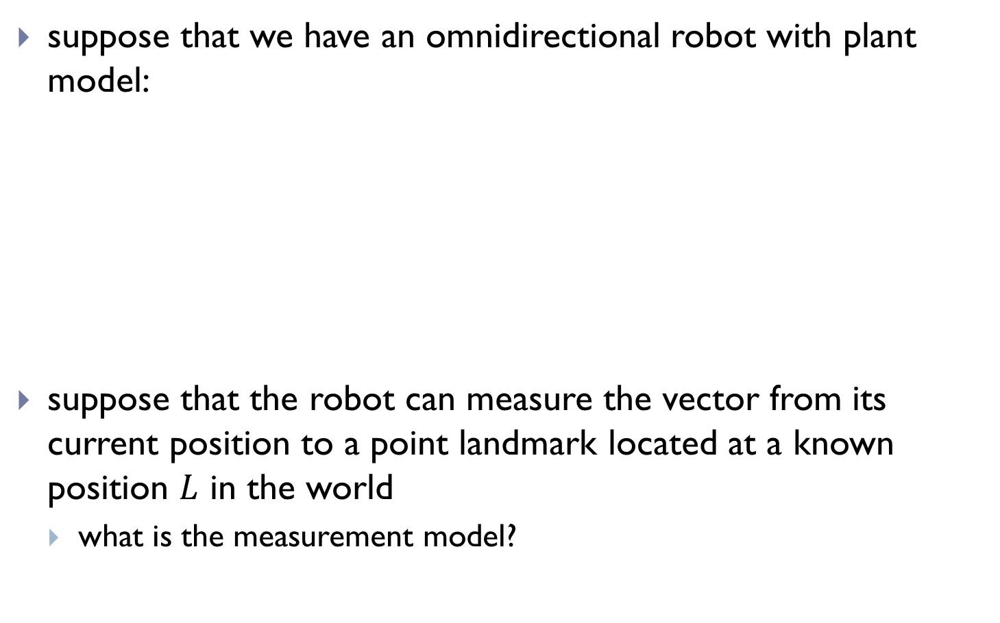 suppose that we have an omnidirectional robot with plant
model:
suppose that the robot can measure the vector from its
current position to a point landmark located at a known
position L in the world
what is the measurement model?